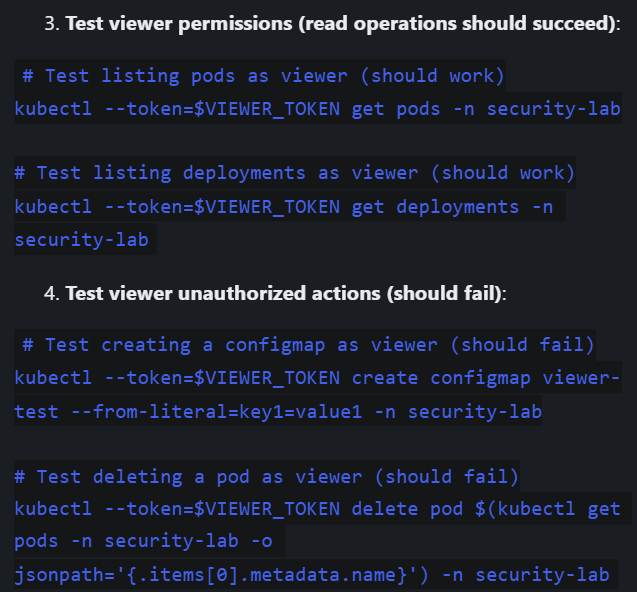 3. Test viewer permissions (read operations should succeed):
# Test listing pods as viewer (should work)
kubectl --token=$VIEWER_TOKEN get pods -n security-lab
# Test listing deployments as viewer (should work)
kubectl --token=$VIEWER_TOKEN get deployments -n
security-lab
4. Test viewer unauthorized actions (should fail):
# Test creating a configmap as viewer (should fail)
kubectl --token=$VIEWER_TOKEN create configmap viewer-
test --from-literal=key1=value1 -n security-lab
# Test deleting a pod as viewer (should fail)
kubectl --token=$VIEWER_TOKEN delete pod $(kubectl get
pods -n security-lab -o
jsonpath='{.items[0].metadata.name}') -n security-lab